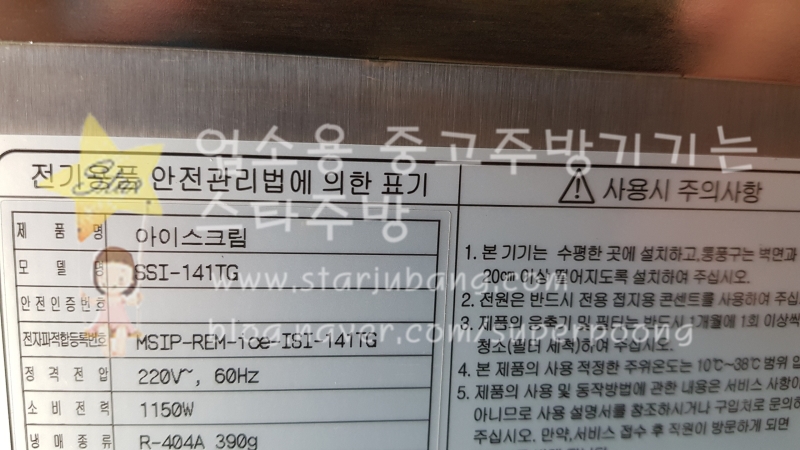 업소용 중고주방기기는
스타주방
www.starjubang.com
blog.naver.com/superpoong
전기용품 안전관리법에 의한 표기
제 품 명 아이스크림
모 델 명 SSI-141TG
안전인증번호
전자파적합등록번호 MSIP-REM-ice-ISI-141TG
정 격 전 압 220V~, 60Hz
소 비 전 력 1150W
냉 매 종 류 R-404A 390g
⚠ 사용시 주의사항
1. 본 기기는 수평한 곳에 설치하고,통풍구는 벽면과
20cm 이상 떨어지도록 설치하여 주십시오.
2. 전원은 반드시 전용 접지용 콘센트를 사용하여 주십
3. 제품의 응축기 및 핀턴는 반드시 1개월에 1회 이상씩
청소(필터 세척)하여 주십시오.
4. 본 제품의 사용 적정한 주위온도는 10℃~38℃ 범위
5. 제품의 사용 및 동작방법에 관한 내용은 서비스 사항이
아니므로 사용 설명서를 참조하시거나 구입처로 문의하
주십시오. 만약,서비스 접수 후 직원이 방문하게 되면